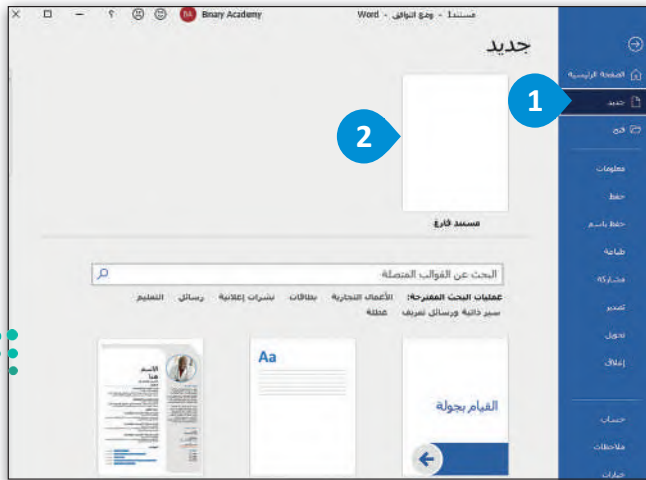 مستند1 - وضع التوافق - Word
Binary Academy
BA
؟
جديد
الصفحة الرئيسية
جديد
فتح
معلومات
حفظ
حفظ باسم
طباعة
مشاركة
تصدير
تحويل
إغلاق
حساب
ملاحظات
خيارات
1
2
مستند فارغ
البحث عن القوالب المتصلة
عمليات البحث المقترحة: الأعمال التجارية بطاقات نشرات إعلانية رسائل التعليم
سير ذاتية ورسائل تعريف عطلة
القيام بجولة
Aa
الاسم
هنا